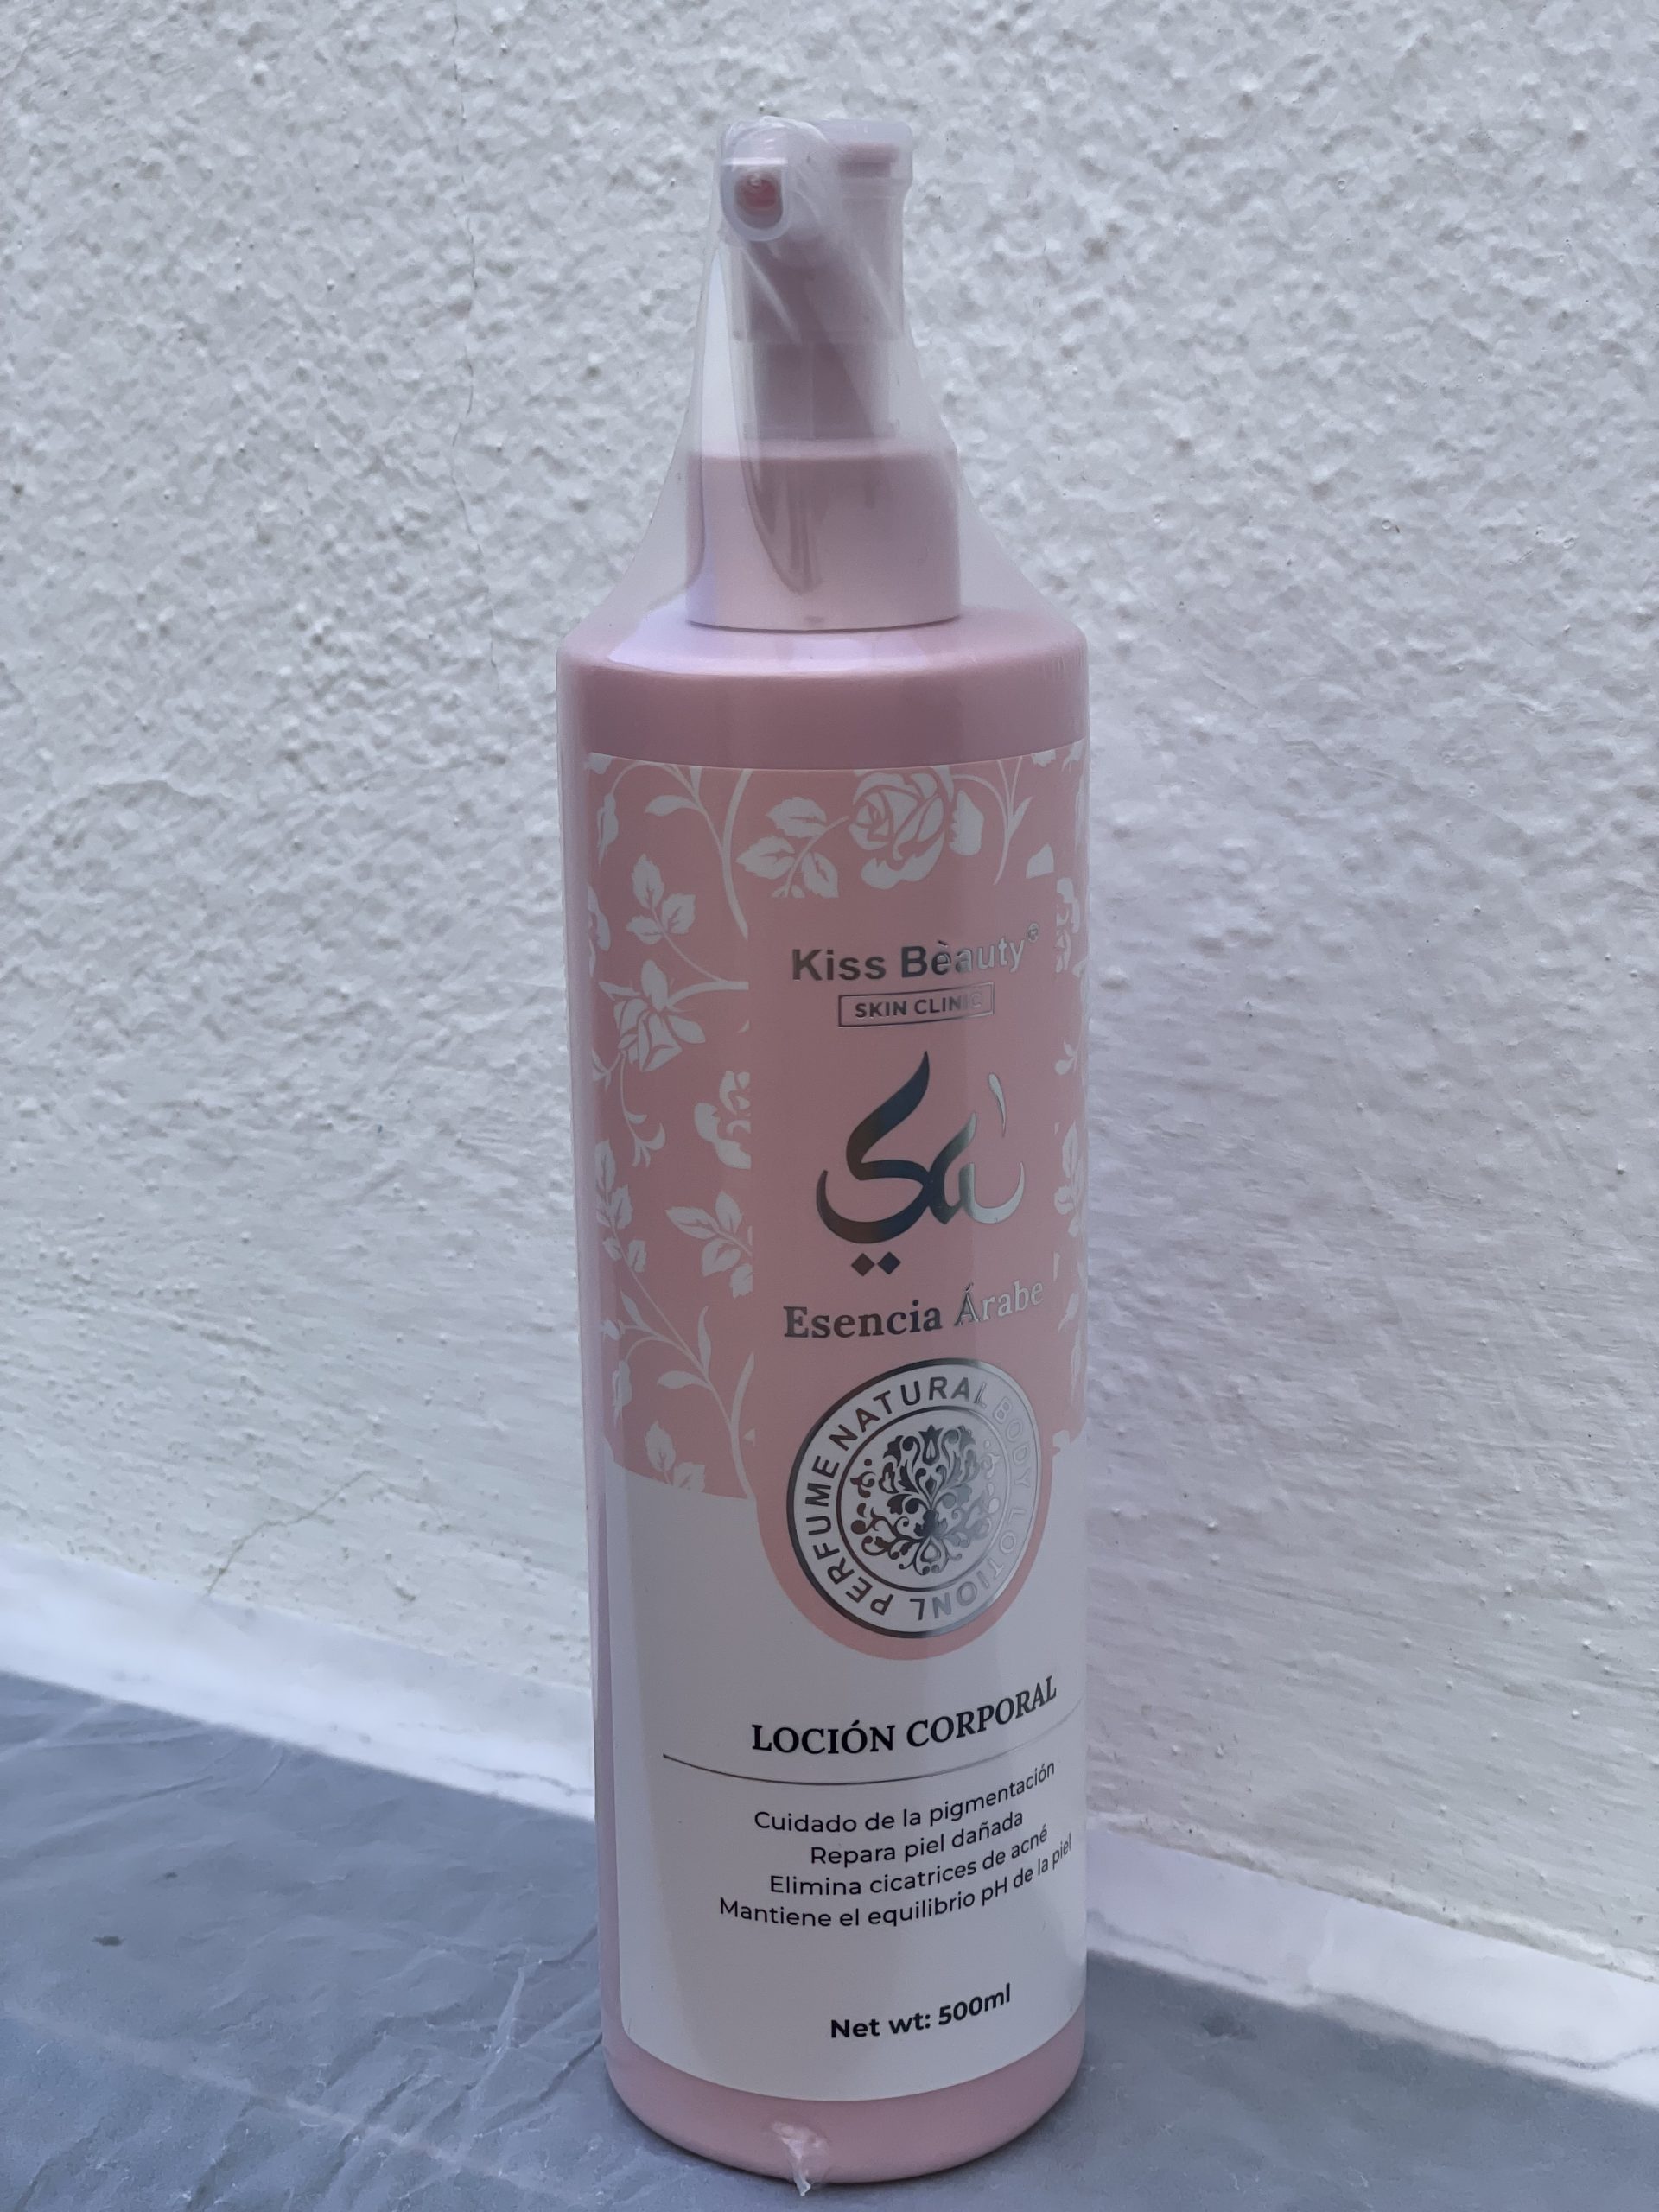 Kiss Bèauty®
SKIN CLINIC
Esencia Árabe
PERFUME NATURAL BODY LOTIONL
LOCIÓN CORPORAL
Cuidado de la pigmentación
Repara piel dañada
Elimina cicatrices de acné
Mantiene el equilibrio pH de la piel
Net wt: 500ml